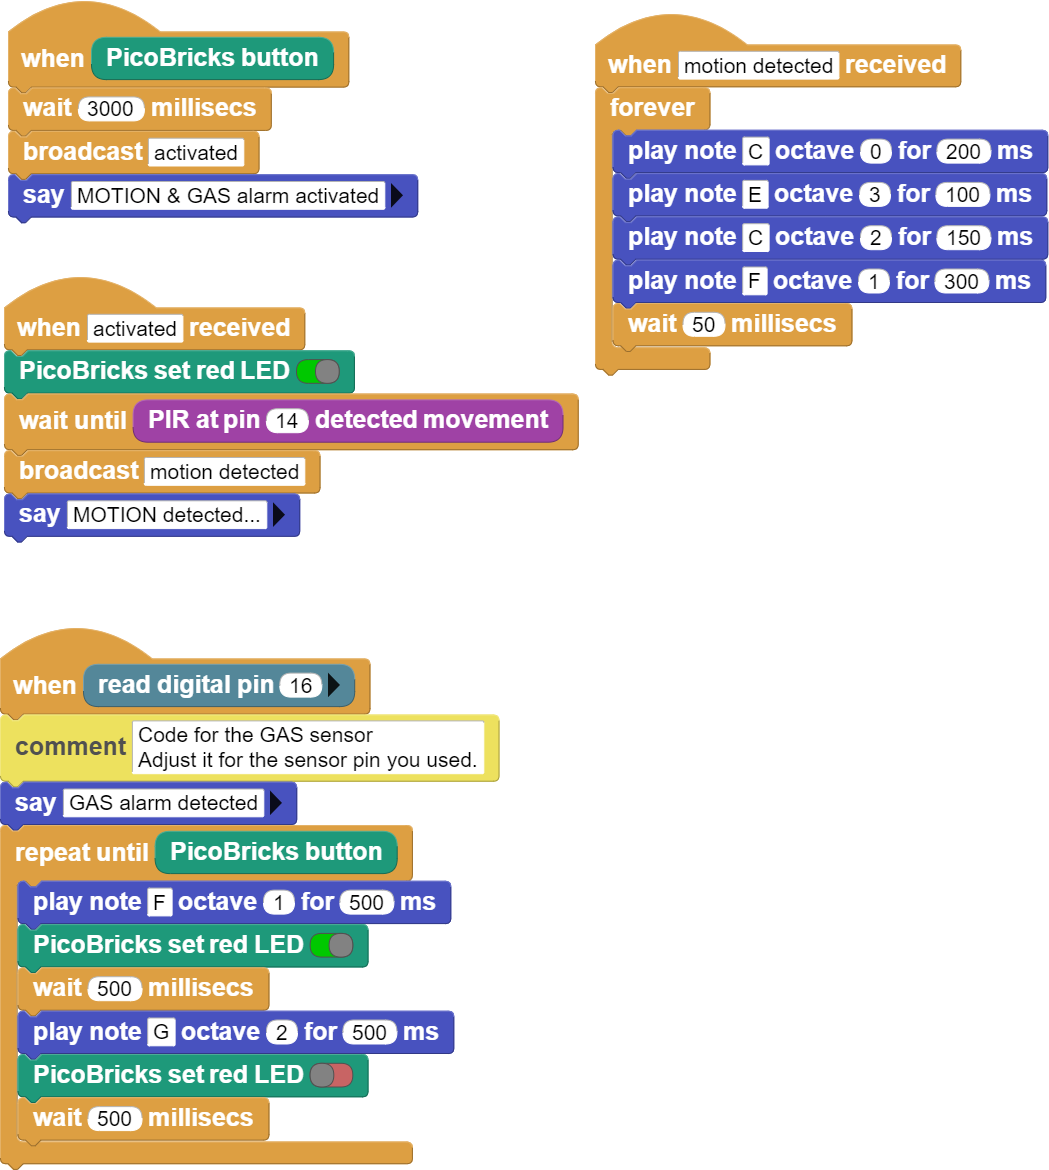 when PicoBricks button
wait 3000 millisecs
broadcast activated
say MOTION & GAS alarm activated
when activated received
PicoBricks set red LED
wait until PIR at pin 14 detected movement
broadcast motion detected
say MOTION detected...
when motion detected received
forever
play note C octave 0 for 200 ms
play note E octave 3 for 100 ms
play note C octave 2 for 150 ms
play note F octave 1 for 300 ms
wait 50 millisecs
when read digital pin 16
comment Code for the GAS sensor
Adjust it for the sensor pin you used.
say GAS alarm detected
repeat until PicoBricks button
play note F octave 1 for 500 ms
PicoBricks set red LED
wait 500 millisecs
play note G octave 2 for 500 ms
PicoBricks set red LED
wait 500 millisecs